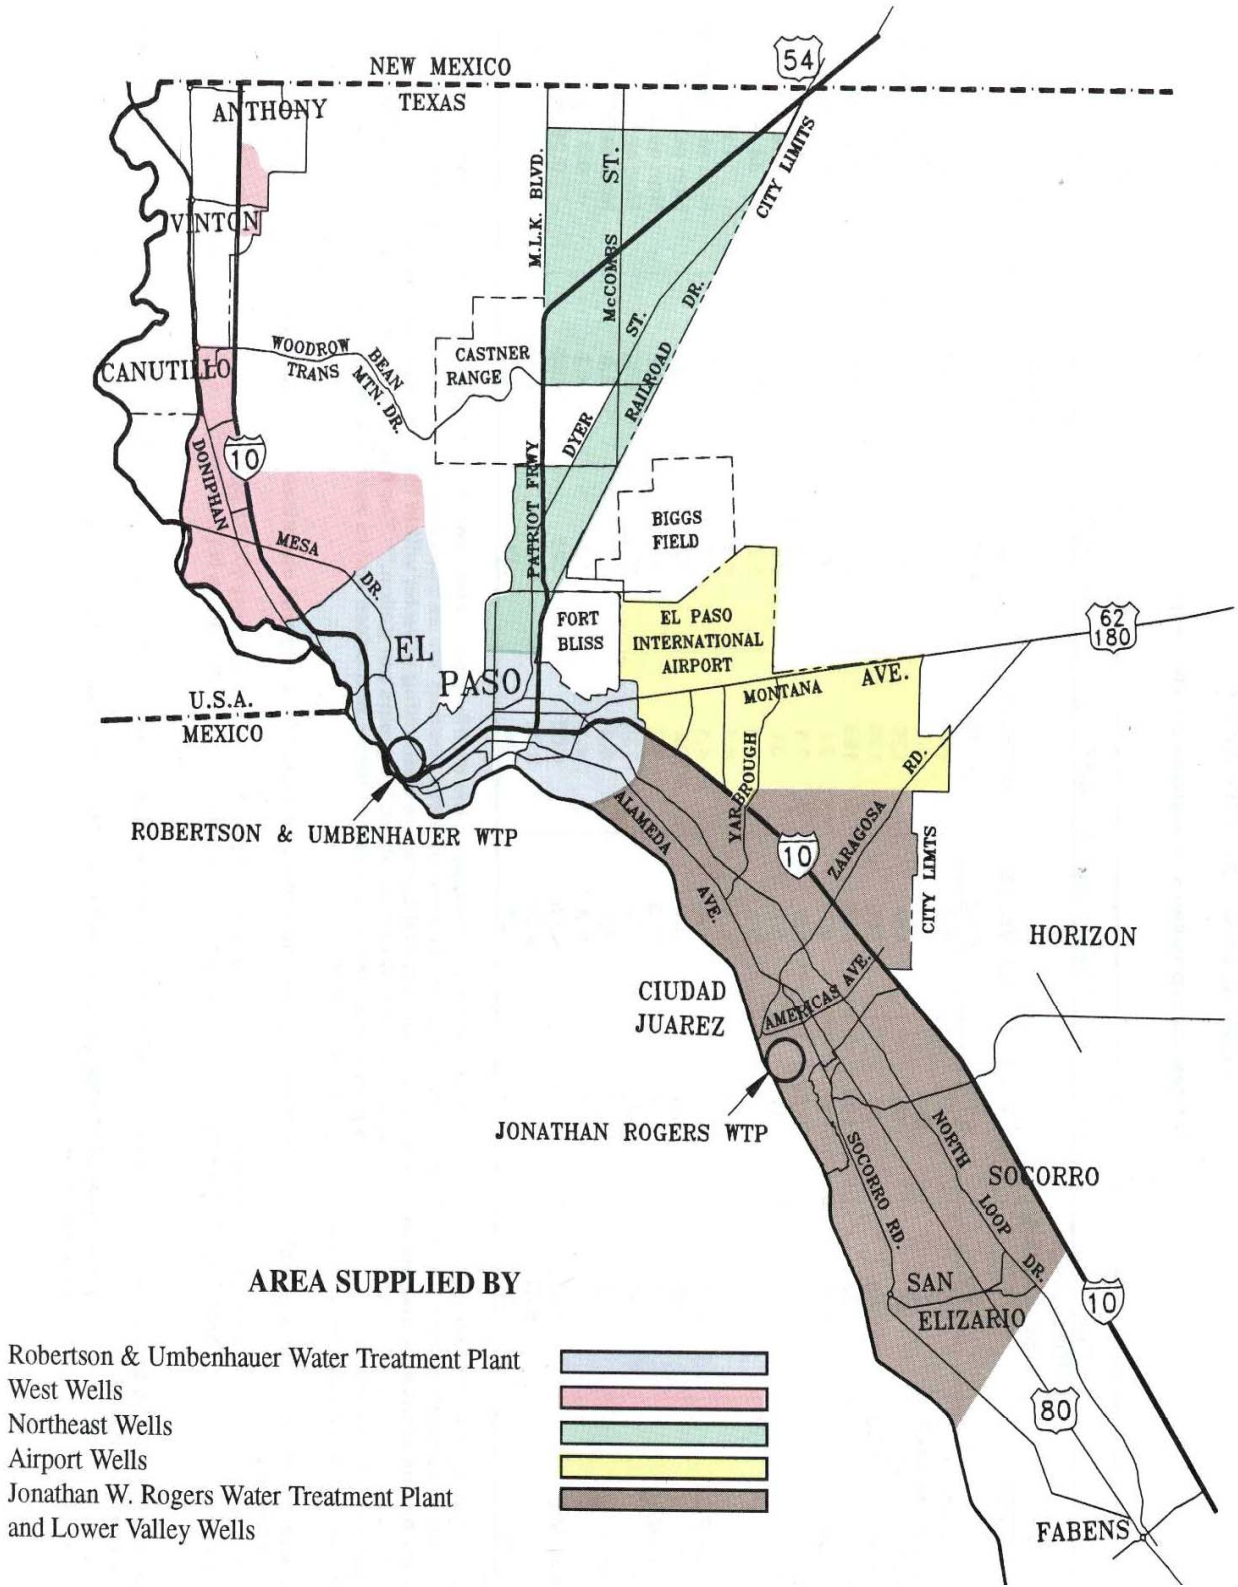 54
NEW MEXICO
TEXAS
ANTHONY
M.L.K. BLVD.
McCOMBS ST.
CITY LIMITS
VINTON
CANUTILLO
WOODROW BEAN
TRANS MTN. DR.
CASTNER
RANGE
DYER ST.
RAILROAD DR.
10
DONIPHAN
PATRIOT FRWY
BIGGS
FIELD
MESA DR.
FORT
BLISS
EL PASO
INTERNATIONAL
AIRPORT
62
180
EL
PASO
MONTANA AVE.
U.S.A.
MEXICO
YARBROUGH
ZARAGOSA RD.
ROBERTSON & UMBENHAUER WTP
ALAMEDA AVE.
10
CITY LIMTS
HORIZON
CIUDAD
JUAREZ
AMERICAS AVE.
JONATHAN ROGERS WTP
SOCORRO RD.
NORTH LOOP DR.
SOCORRO
SAN
ELIZARIO
10
80
FABENS
AREA SUPPLIED BY
Robertson & Umbenhauer Water Treatment Plant
West Wells
Northeast Wells
Airport Wells
Jonathan W. Rogers Water Treatment Plant
and Lower Valley Wells